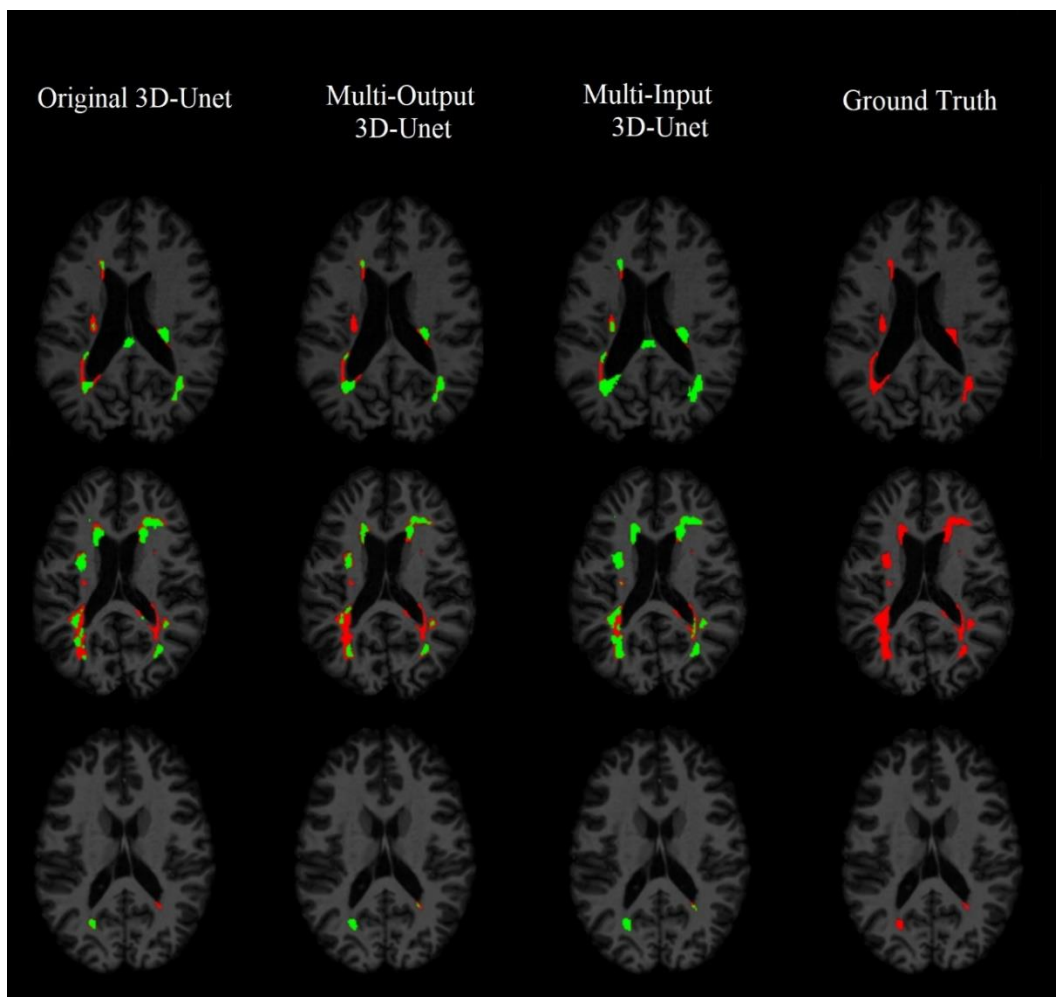 Original 3D-Unet
Multi-Output
3D-Unet
Multi-Input
3D-Unet
Ground Truth